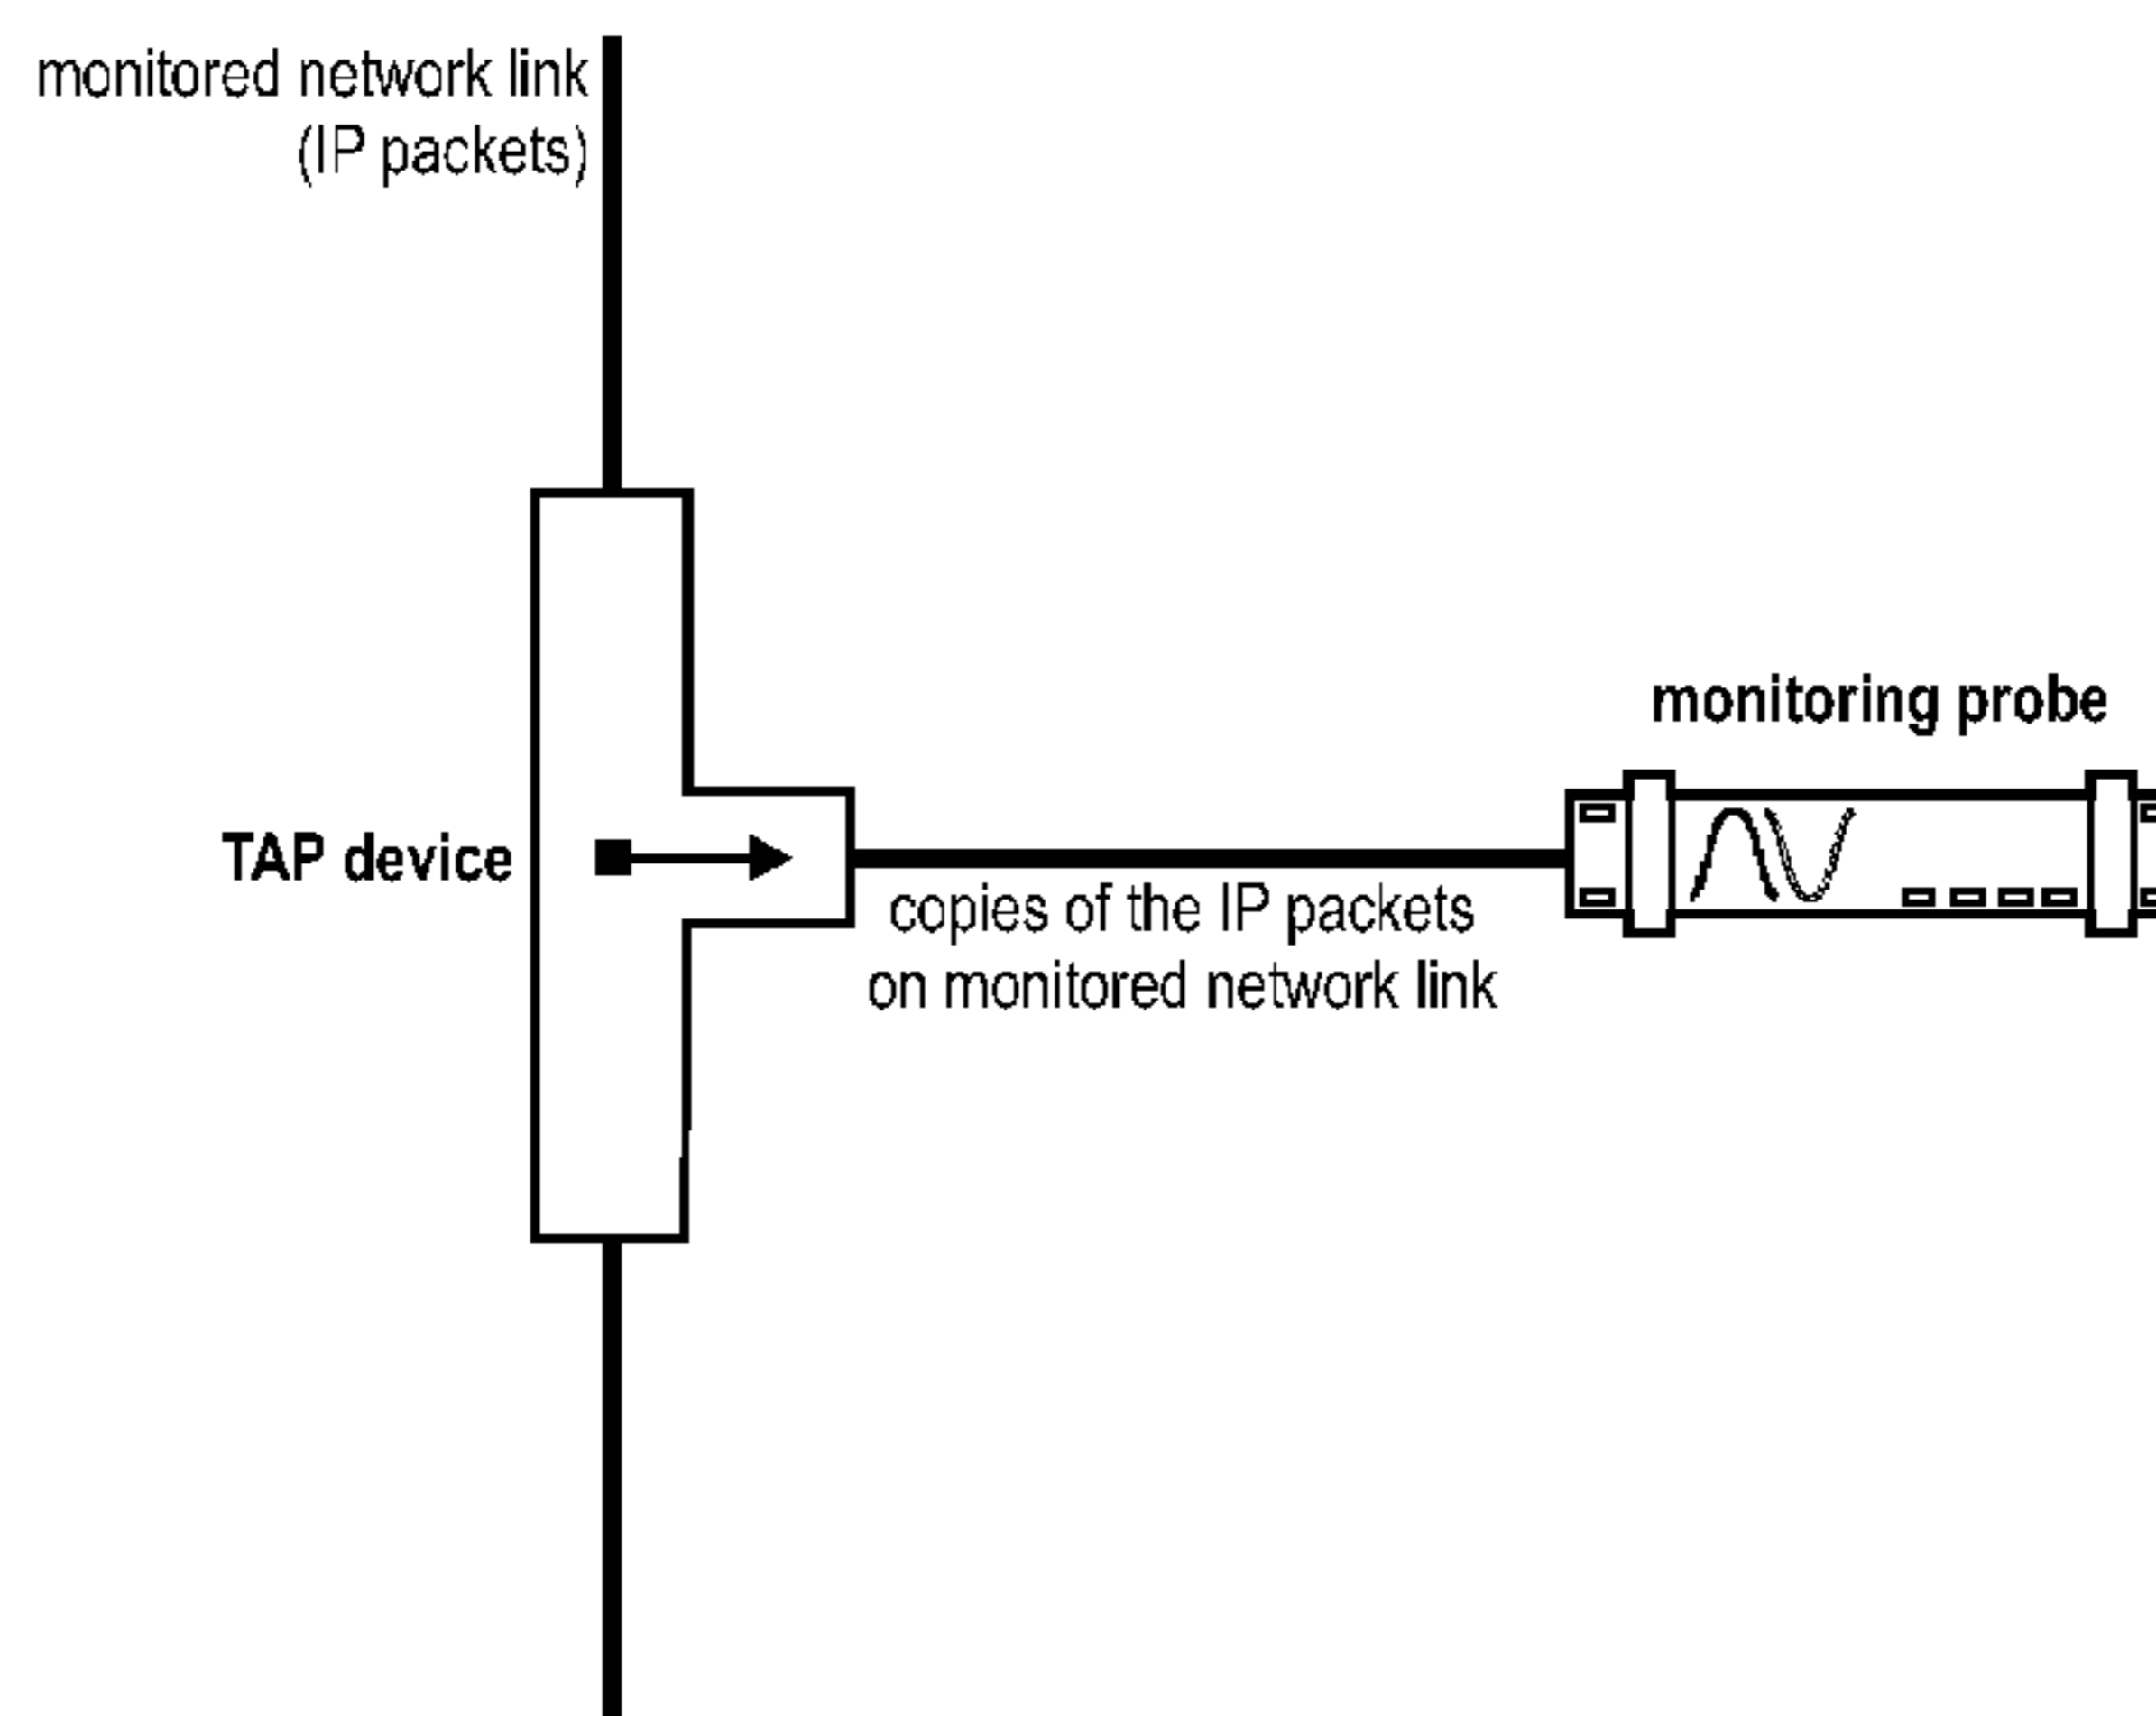 monitored network link
(IP packets)
monitoring probe
TAP device
copies of the IP packets
on monitored network link